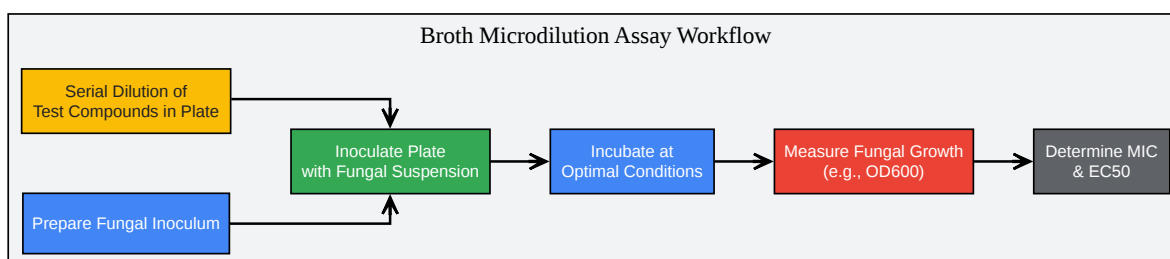 Broth Microdilution Assay Workflow
Serial Dilution of
Test Compounds in Plate
Prepare Fungal Inoculum
Inoculate Plate
with Fungal Suspension
Incubate at
Optimal Conditions
Measure Fungal Growth
(e.g., OD600)
Determine MIC
& EC50